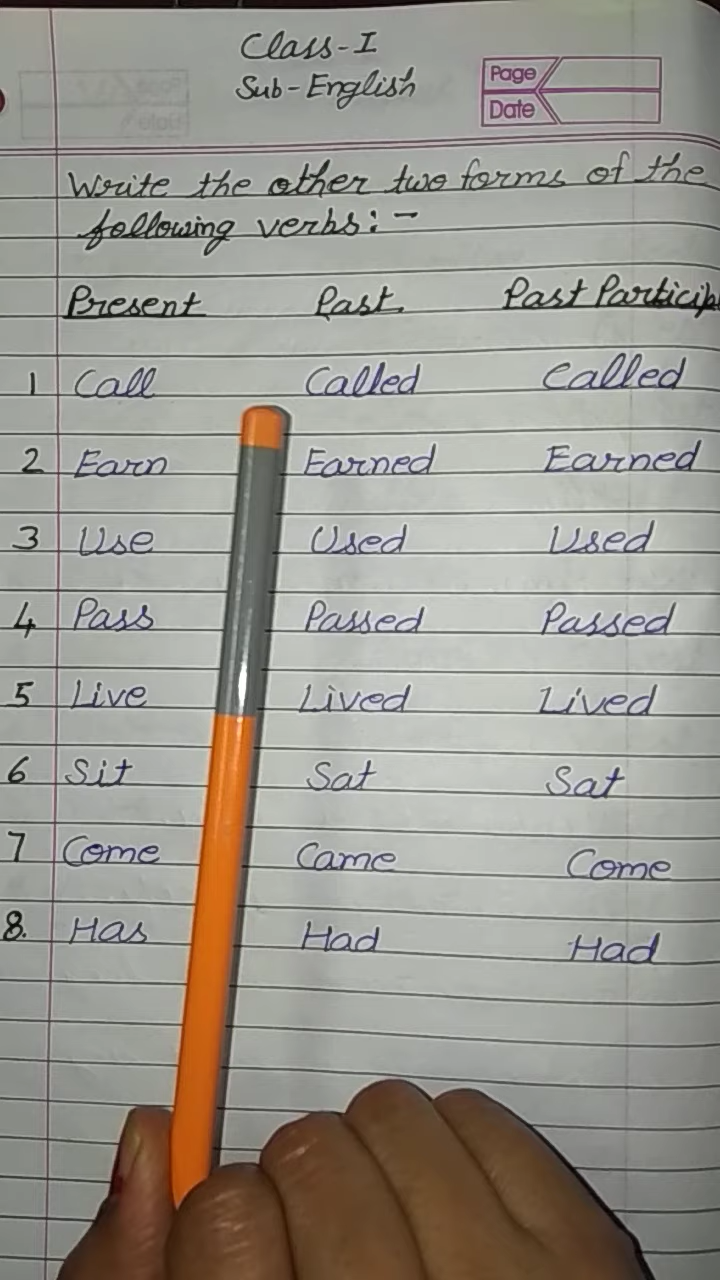 Class-I
Sub-English
Page
Date
Write the other two forms of the
following verbs:-
Present Past Past Particip
1 Call Called Called
2 Earn Earned Earned
3 Use Used Used
4 Pass Passed Passed
5 Live Lived Lived
6 Sit Sat Sat
7 Come Came Come
8. Has Had Had